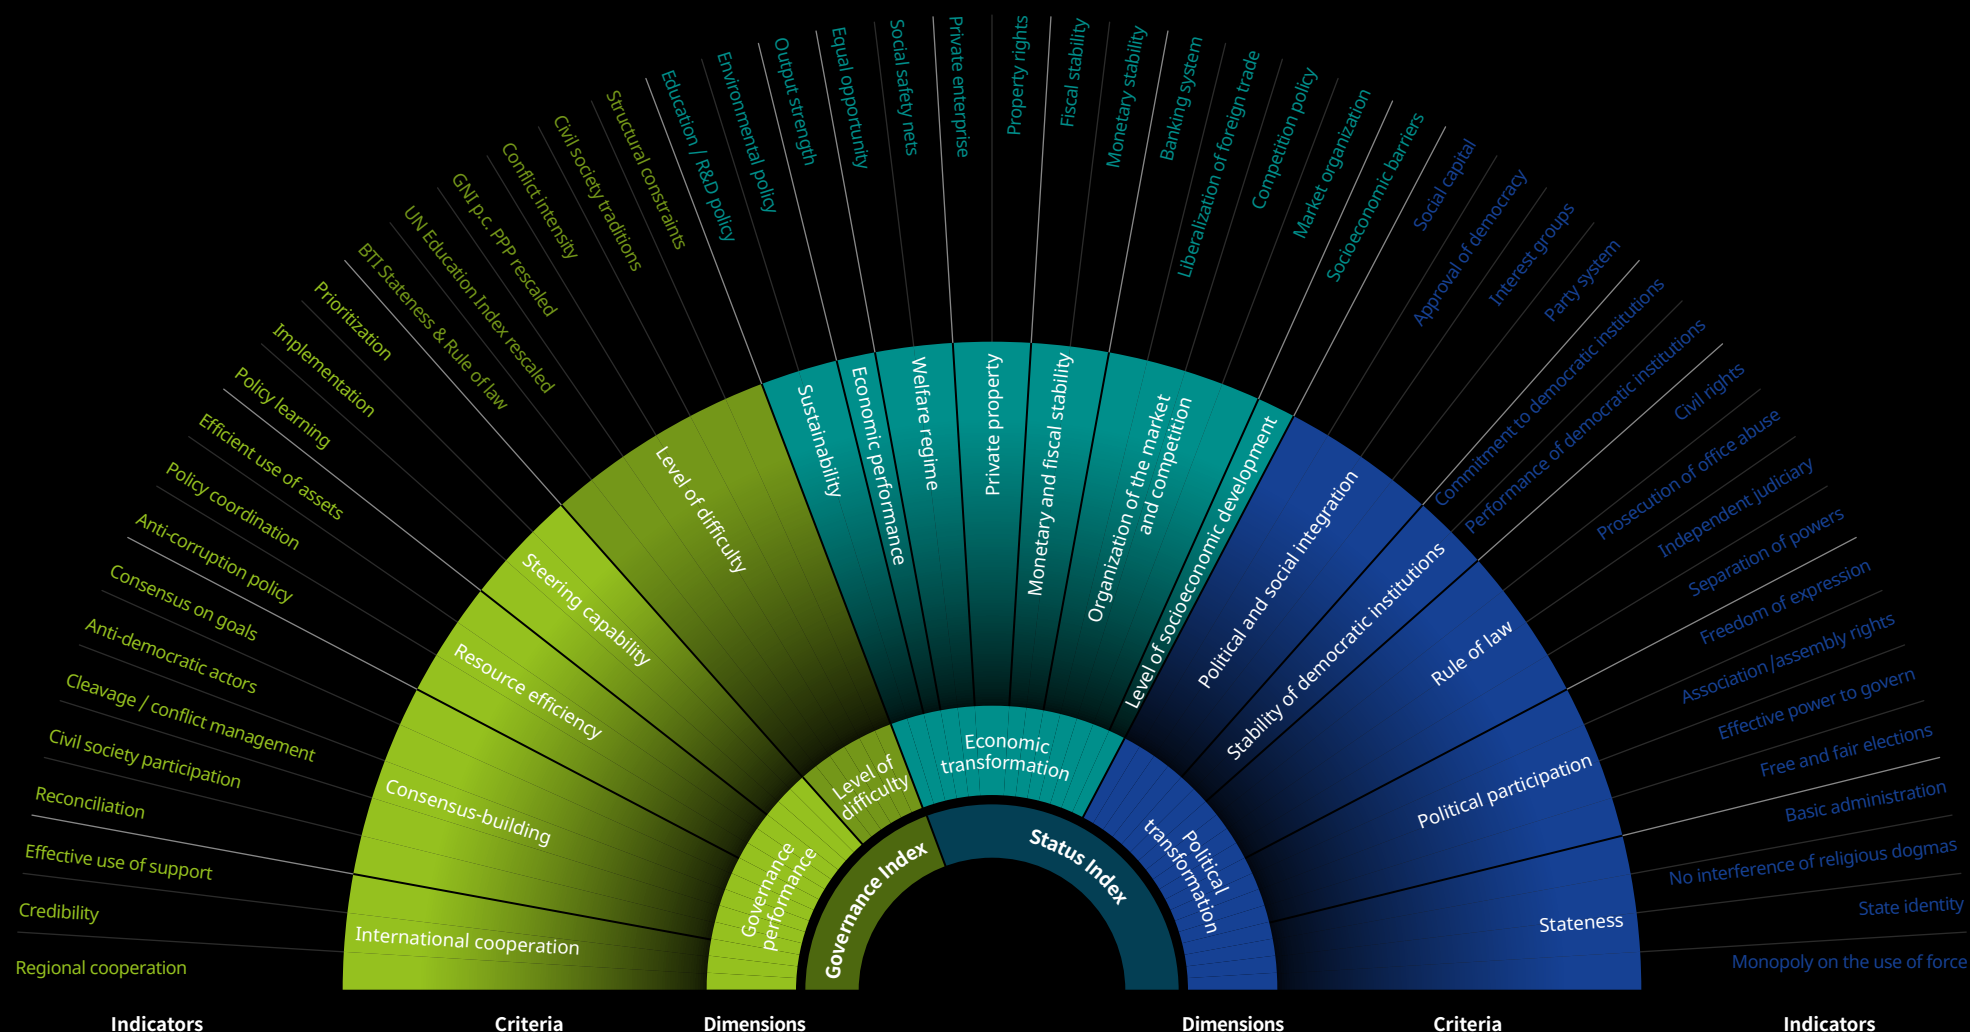 Regional cooperation
Credibility
Effective use of support
Reconciliation
Civil society participation
Cleavage / conflict management
Anti-democratic actors
Consensus on goals
Anti-corruption policy
Policy coordination
Efficient use of assets
Policy learning
Implementation
Prioritization
BTI Stateness & Rule of law
UN Education Index rescaled
GNI p.c. PPP rescaled
Conflict intensity
Civil society traditions
Structural constraints
Education / R&D policy
Environmental policy
Output strength
Equal opportunity
Social safety nets
Private enterprise
Property rights
Fiscal stability
Monetary stability
Banking system
Liberalization of foreign trade
Competition policy
Market organization
Socioeconomic barriers
Social capital
Approval of democracy
Interest groups
Party system
Commitment to democratic institutions
Performance of democratic institutions
Civil rights
Prosecution of office abuse
Independent judiciary
Separation of powers
Freedom of expression
Association /assembly rights
Effective power to govern
Free and fair elections
Basic administration
No interference of religious dogmas
State identity
Monopoly on the use of force
International cooperation
Consensus-building
Resource efficiency
Steering capability
Level of difficulty
Sustainability
Economic performance
Welfare regime
Private property
Monetary and fiscal stability
Organization of the market
and competition
Level of socioeconomic development
Political and social integration
Stability of democratic institutions
Rule of law
Political participation
Stateness
Governance
performance
Level of
difficulty
Economic
transformation
Political
transformation
Governance Index
Status Index
Indicators
Criteria
Dimensions
Dimensions
Criteria
Indicators